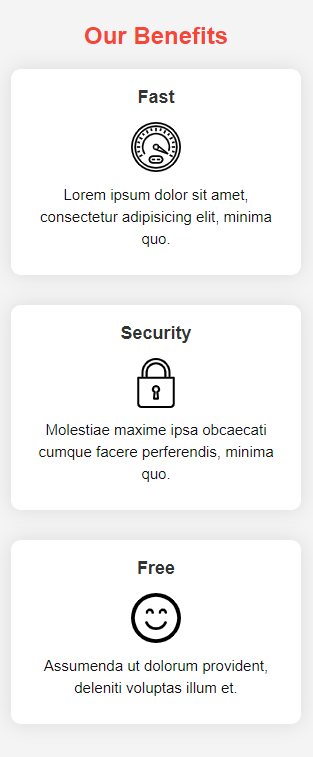 Our Benefits
Fast
Lorem ipsum dolor sit amet,
consectetur adipisicing elit, minima
quo.
Security
Molestiae maxime ipsa obcaecati
cumque facere perferendis, minima
quo.
Free
Assumenda ut dolorum provident,
deleniti voluptas illum et.